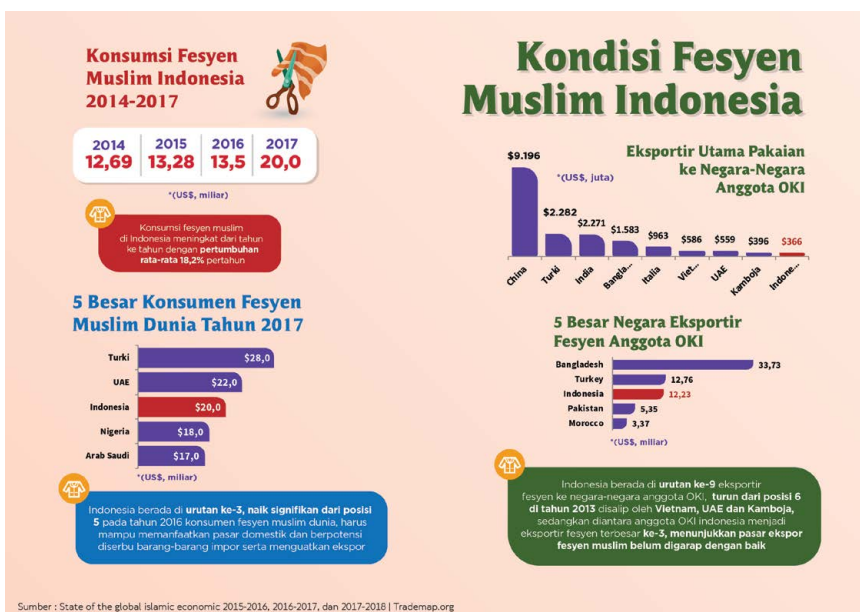 Konsumsi Fesyen
Muslim Indonesia
2014-2017
2014 2015 2016 2017
12,69 13,28 13,5 20,0
*(US$, miliar)
Konsumsi fesyen muslim
di Indonesia meningkat dari tahun
ke tahun dengan pertumbuhan
rata-rata 18,2% pertahun
5 Besar Konsumen Fesyen
Muslim Dunia Tahun 2017
Turki $28,0
UAE $22,0
Indonesia $20,0
Nigeria $18,0
Arab Saudi $17,0
*(US$, miliar)
Indonesia berada di urutan ke-3, naik signifikan dari posisi
5 pada tahun 2016 konsumen fesyen muslim dunia, harus
mampu memanfaatkan pasar domestik dan berpotensi
diserbu barang-barang impor serta menguatkan ekspor
Kondisi Fesyen
Muslim Indonesia
Eksportir Utama Pakaian
ke Negara-Negara
Anggota OKI
*(US$, juta)
$9.196 $2.282 $2.271 $1.583 $963 $586 $559 $396 $366
China Turki India Bangla... Italia Viet... UAE Kamboja Indone...
5 Besar Negara Eksportir
Fesyen Anggota OKI
Bangladesh 33,73
Turkey 12,76
Indonesia 12,23
Pakistan 5,35
Morocco 3,37
*(US$, miliar)
Indonesia berada di urutan ke-9 eksportir
fesyen ke negara-negara anggota OKI, turun dari posisi 6
di tahun 2013 disalip oleh Vietnam, UAE dan Kamboja,
sedangkan diantara anggota OKI indonesia menjadi
eksportir fesyen terbesar ke-3, menunjukkan pasar ekspor
fesyen muslim belum digarap dengan baik
Sumber : State of the global islamic economic 2015-2016, 2016-2017, dan 2017-2018 | Trademap.org